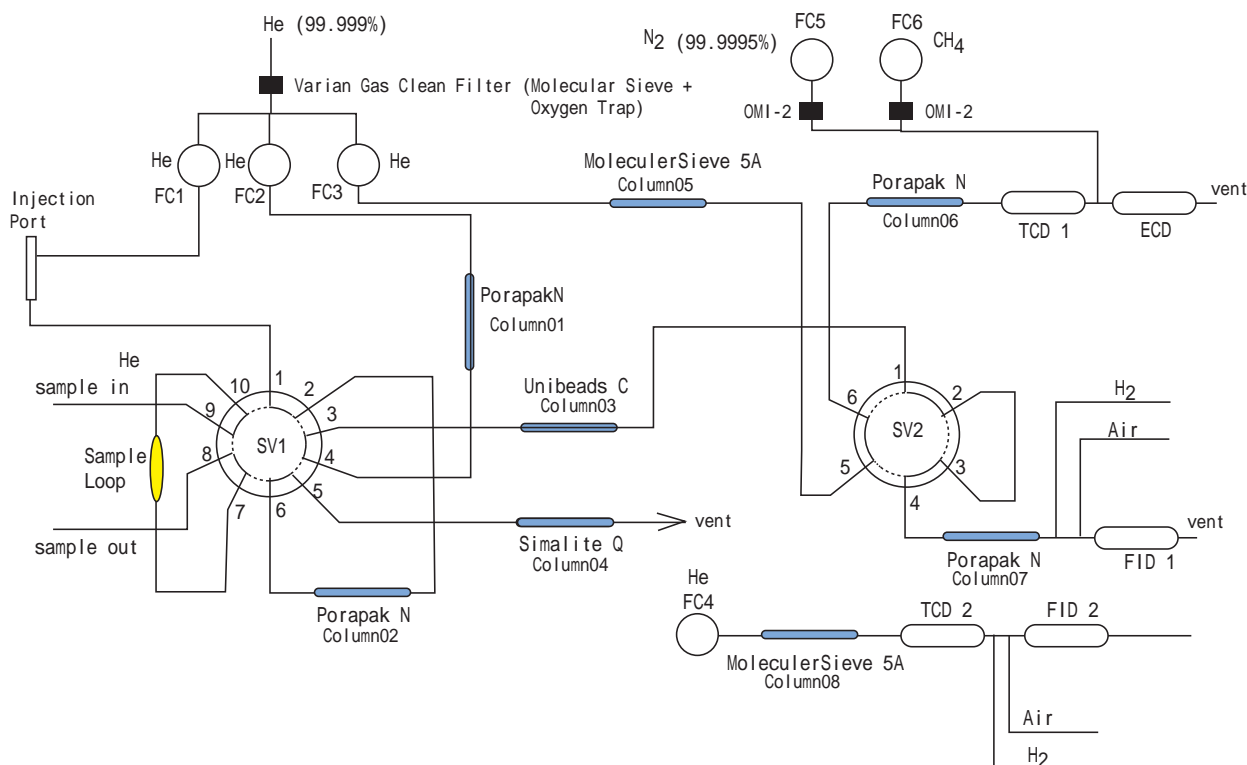 He (99.999%)
Varian Gas Clean Filter (Molecular Sieve +
Oxygen Trap)
He
FC1
He
FC2
He
FC3
N2 (99.9995%)
FC5
FC6
CH4
OMI-2
OMI-2
MoleculerSieve 5A
Column05
Porapak N
Column06
TCD 1
ECD
vent
Injection
Port
PorapakN
Column01
He
sample in
Sample
Loop
sample out
10
1
2
3
4
5
6
7
8
9
SV1
Unibeads C
Column03
Simalite Q
Column04
vent
Porapak N
Column02
1
2
3
4
5
6
SV2
H2
Air
Porapak N
Column07
FID 1
vent
He
FC4
MoleculerSieve 5A
Column08
TCD 2
FID 2
Air
H2